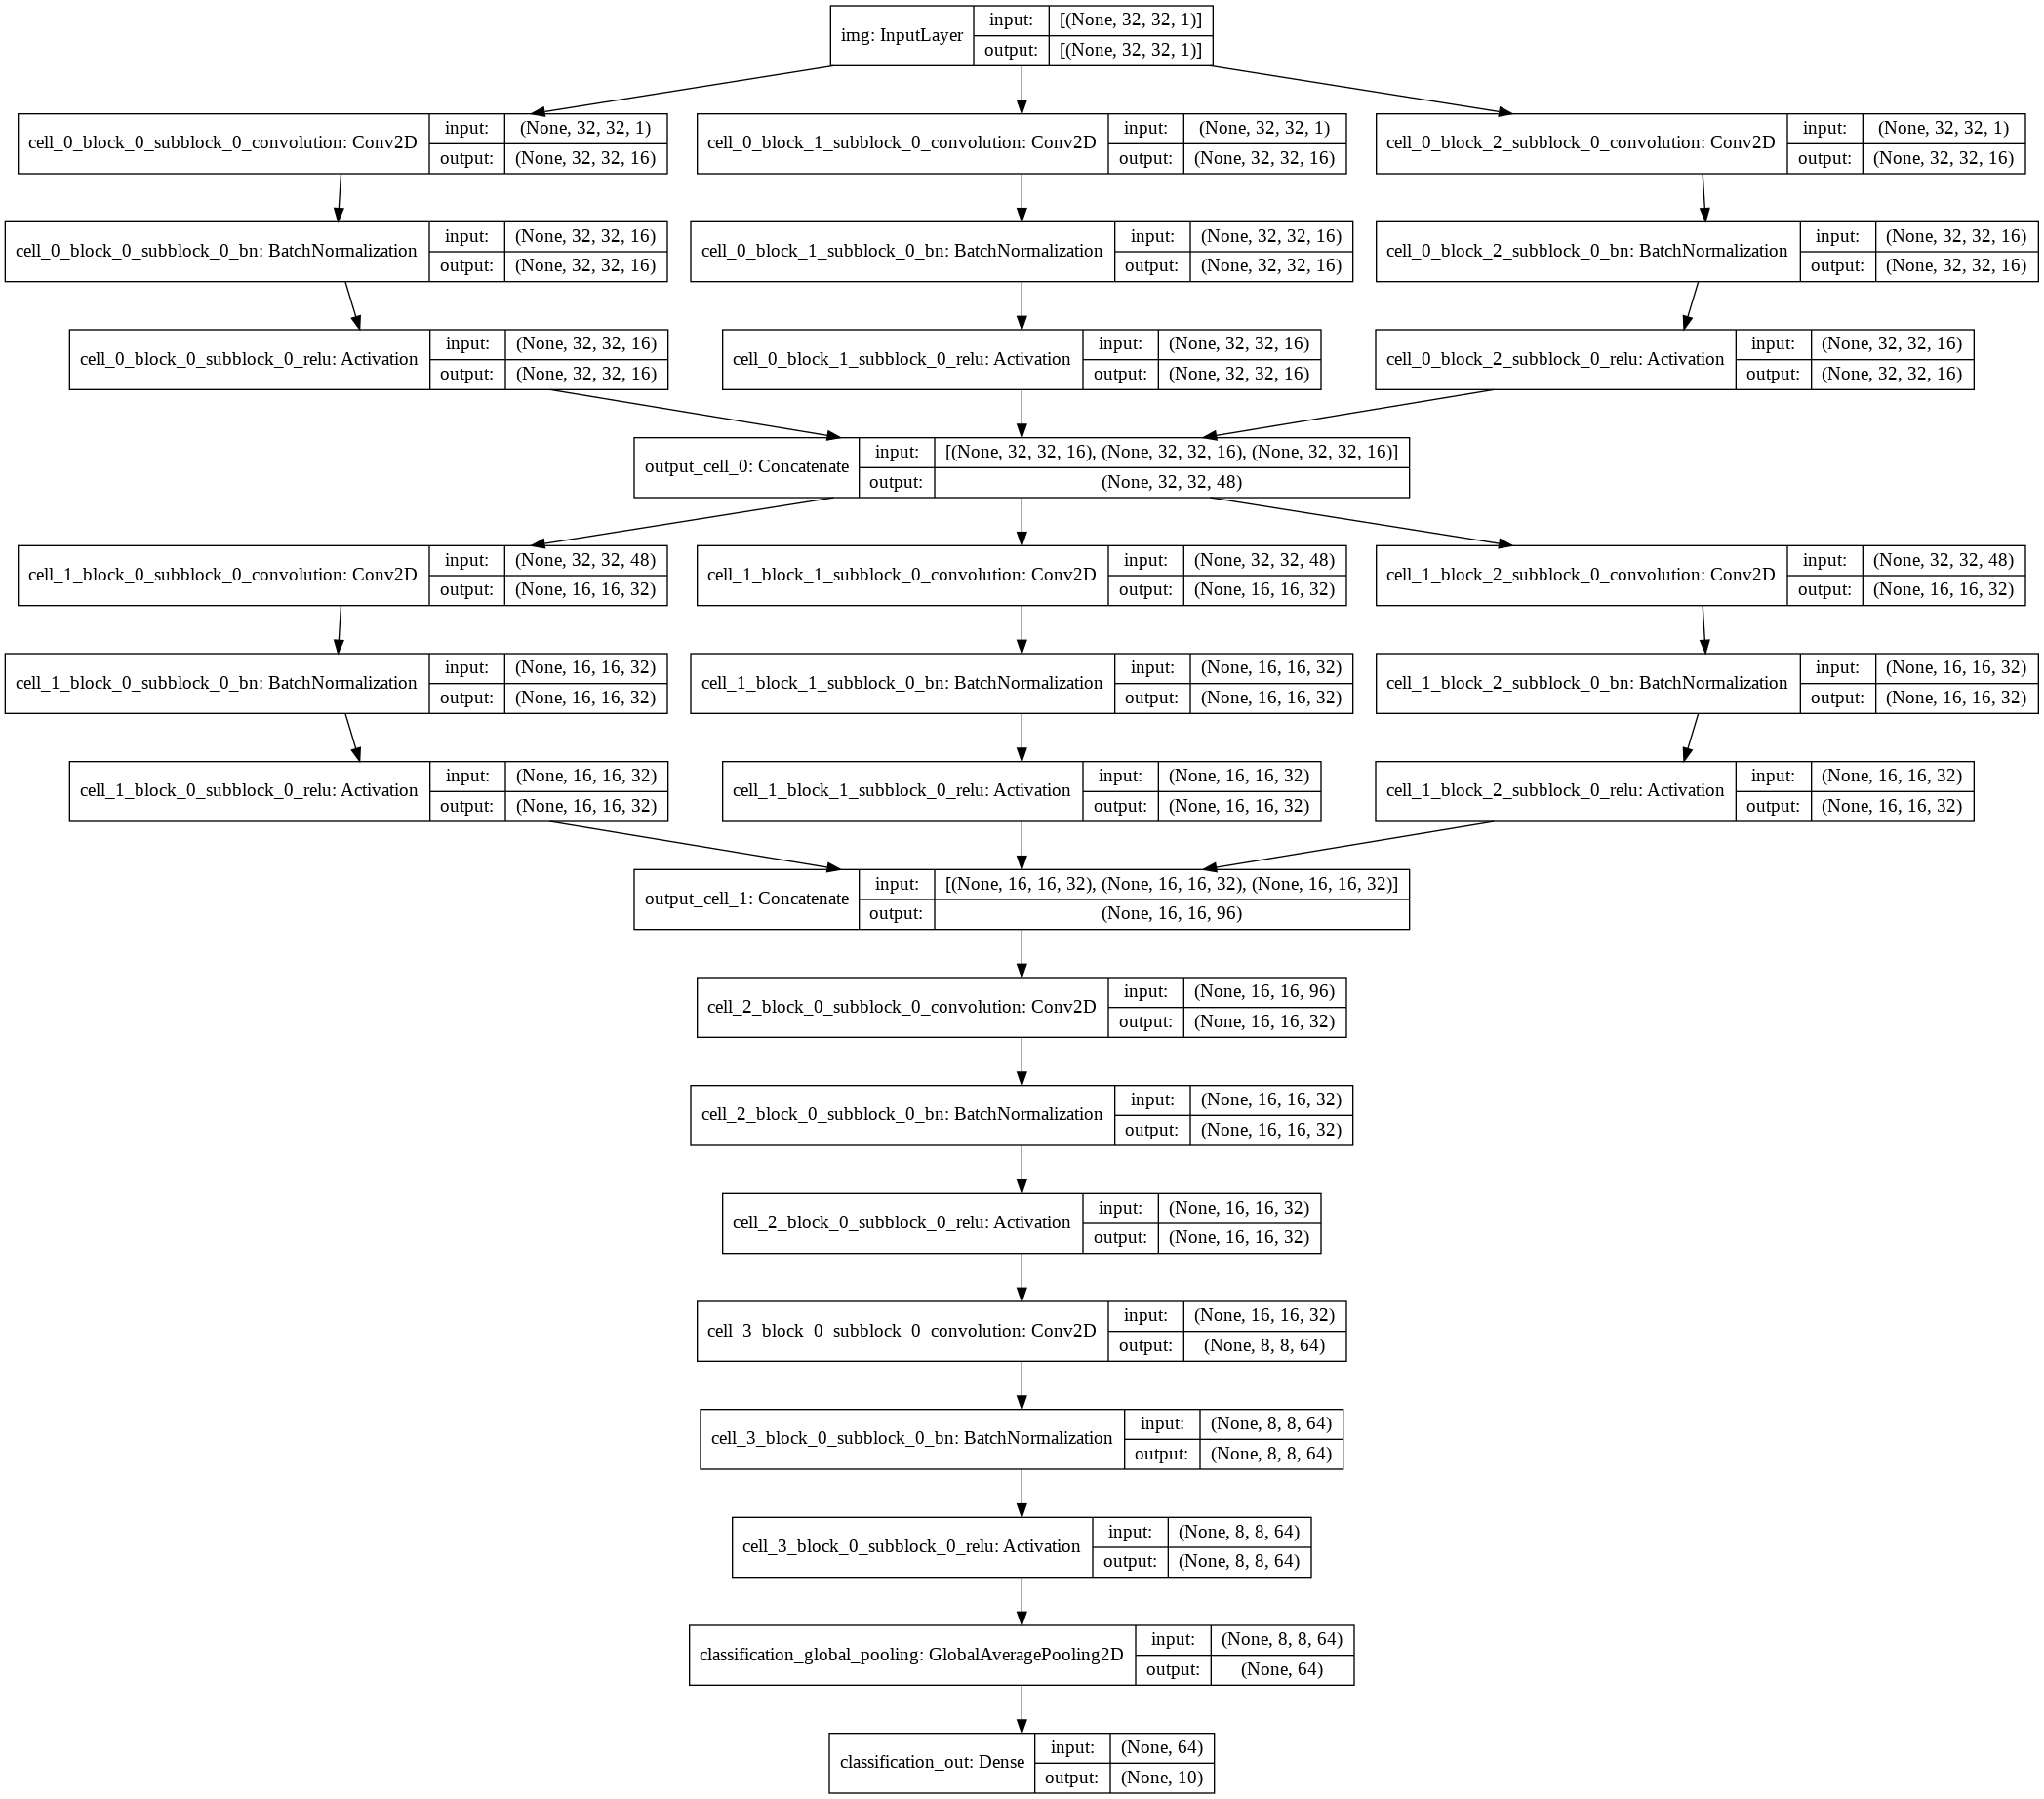 img: InputLayer input: [(None, 32, 32, 1)]
output: [(None, 32, 32, 1)]
cell_0_block_0_subblock_0_convolution: Conv2D input: (None, 32, 32, 1)
output: (None, 32, 32, 16)
cell_0_block_1_subblock_0_convolution: Conv2D input: (None, 32, 32, 1)
output: (None, 32, 32, 16)
cell_0_block_2_subblock_0_convolution: Conv2D input: (None, 32, 32, 1)
output: (None, 32, 32, 16)
cell_0_block_0_subblock_0_bn: BatchNormalization input: (None, 32, 32, 16)
output: (None, 32, 32, 16)
cell_0_block_1_subblock_0_bn: BatchNormalization input: (None, 32, 32, 16)
output: (None, 32, 32, 16)
cell_0_block_2_subblock_0_bn: BatchNormalization input: (None, 32, 32, 16)
output: (None, 32, 32, 16)
cell_0_block_0_subblock_0_relu: Activation input: (None, 32, 32, 16)
output: (None, 32, 32, 16)
cell_0_block_1_subblock_0_relu: Activation input: (None, 32, 32, 16)
output: (None, 32, 32, 16)
cell_0_block_2_subblock_0_relu: Activation input: (None, 32, 32, 16)
output: (None, 32, 32, 16)
output_cell_0: Concatenate input: [(None, 32, 32, 16), (None, 32, 32, 16), (None, 32, 32, 16)]
output: (None, 32, 32, 48)
cell_1_block_0_subblock_0_convolution: Conv2D input: (None, 32, 32, 48)
output: (None, 16, 16, 32)
cell_1_block_1_subblock_0_convolution: Conv2D input: (None, 32, 32, 48)
output: (None, 16, 16, 32)
cell_1_block_2_subblock_0_convolution: Conv2D input: (None, 32, 32, 48)
output: (None, 16, 16, 32)
cell_1_block_0_subblock_0_bn: BatchNormalization input: (None, 16, 16, 32)
output: (None, 16, 16, 32)
cell_1_block_1_subblock_0_bn: BatchNormalization input: (None, 16, 16, 32)
output: (None, 16, 16, 32)
cell_1_block_2_subblock_0_bn: BatchNormalization input: (None, 16, 16, 32)
output: (None, 16, 16, 32)
cell_1_block_0_subblock_0_relu: Activation input: (None, 16, 16, 32)
output: (None, 16, 16, 32)
cell_1_block_1_subblock_0_relu: Activation input: (None, 16, 16, 32)
output: (None, 16, 16, 32)
cell_1_block_2_subblock_0_relu: Activation input: (None, 16, 16, 32)
output: (None, 16, 16, 32)
output_cell_1: Concatenate input: [(None, 16, 16, 32), (None, 16, 16, 32), (None, 16, 16, 32)]
output: (None, 16, 16, 96)
cell_2_block_0_subblock_0_convolution: Conv2D input: (None, 16, 16, 96)
output: (None, 16, 16, 32)
cell_2_block_0_subblock_0_bn: BatchNormalization input: (None, 16, 16, 32)
output: (None, 16, 16, 32)
cell_2_block_0_subblock_0_relu: Activation input: (None, 16, 16, 32)
output: (None, 16, 16, 32)
cell_3_block_0_subblock_0_convolution: Conv2D input: (None, 16, 16, 32)
output: (None, 8, 8, 64)
cell_3_block_0_subblock_0_bn: BatchNormalization input: (None, 8, 8, 64)
output: (None, 8, 8, 64)
cell_3_block_0_subblock_0_relu: Activation input: (None, 8, 8, 64)
output: (None, 8, 8, 64)
classification_global_pooling: GlobalAveragePooling2D input: (None, 8, 8, 64)
output: (None, 64)
classification_out: Dense input: (None, 64)
output: (None, 10)